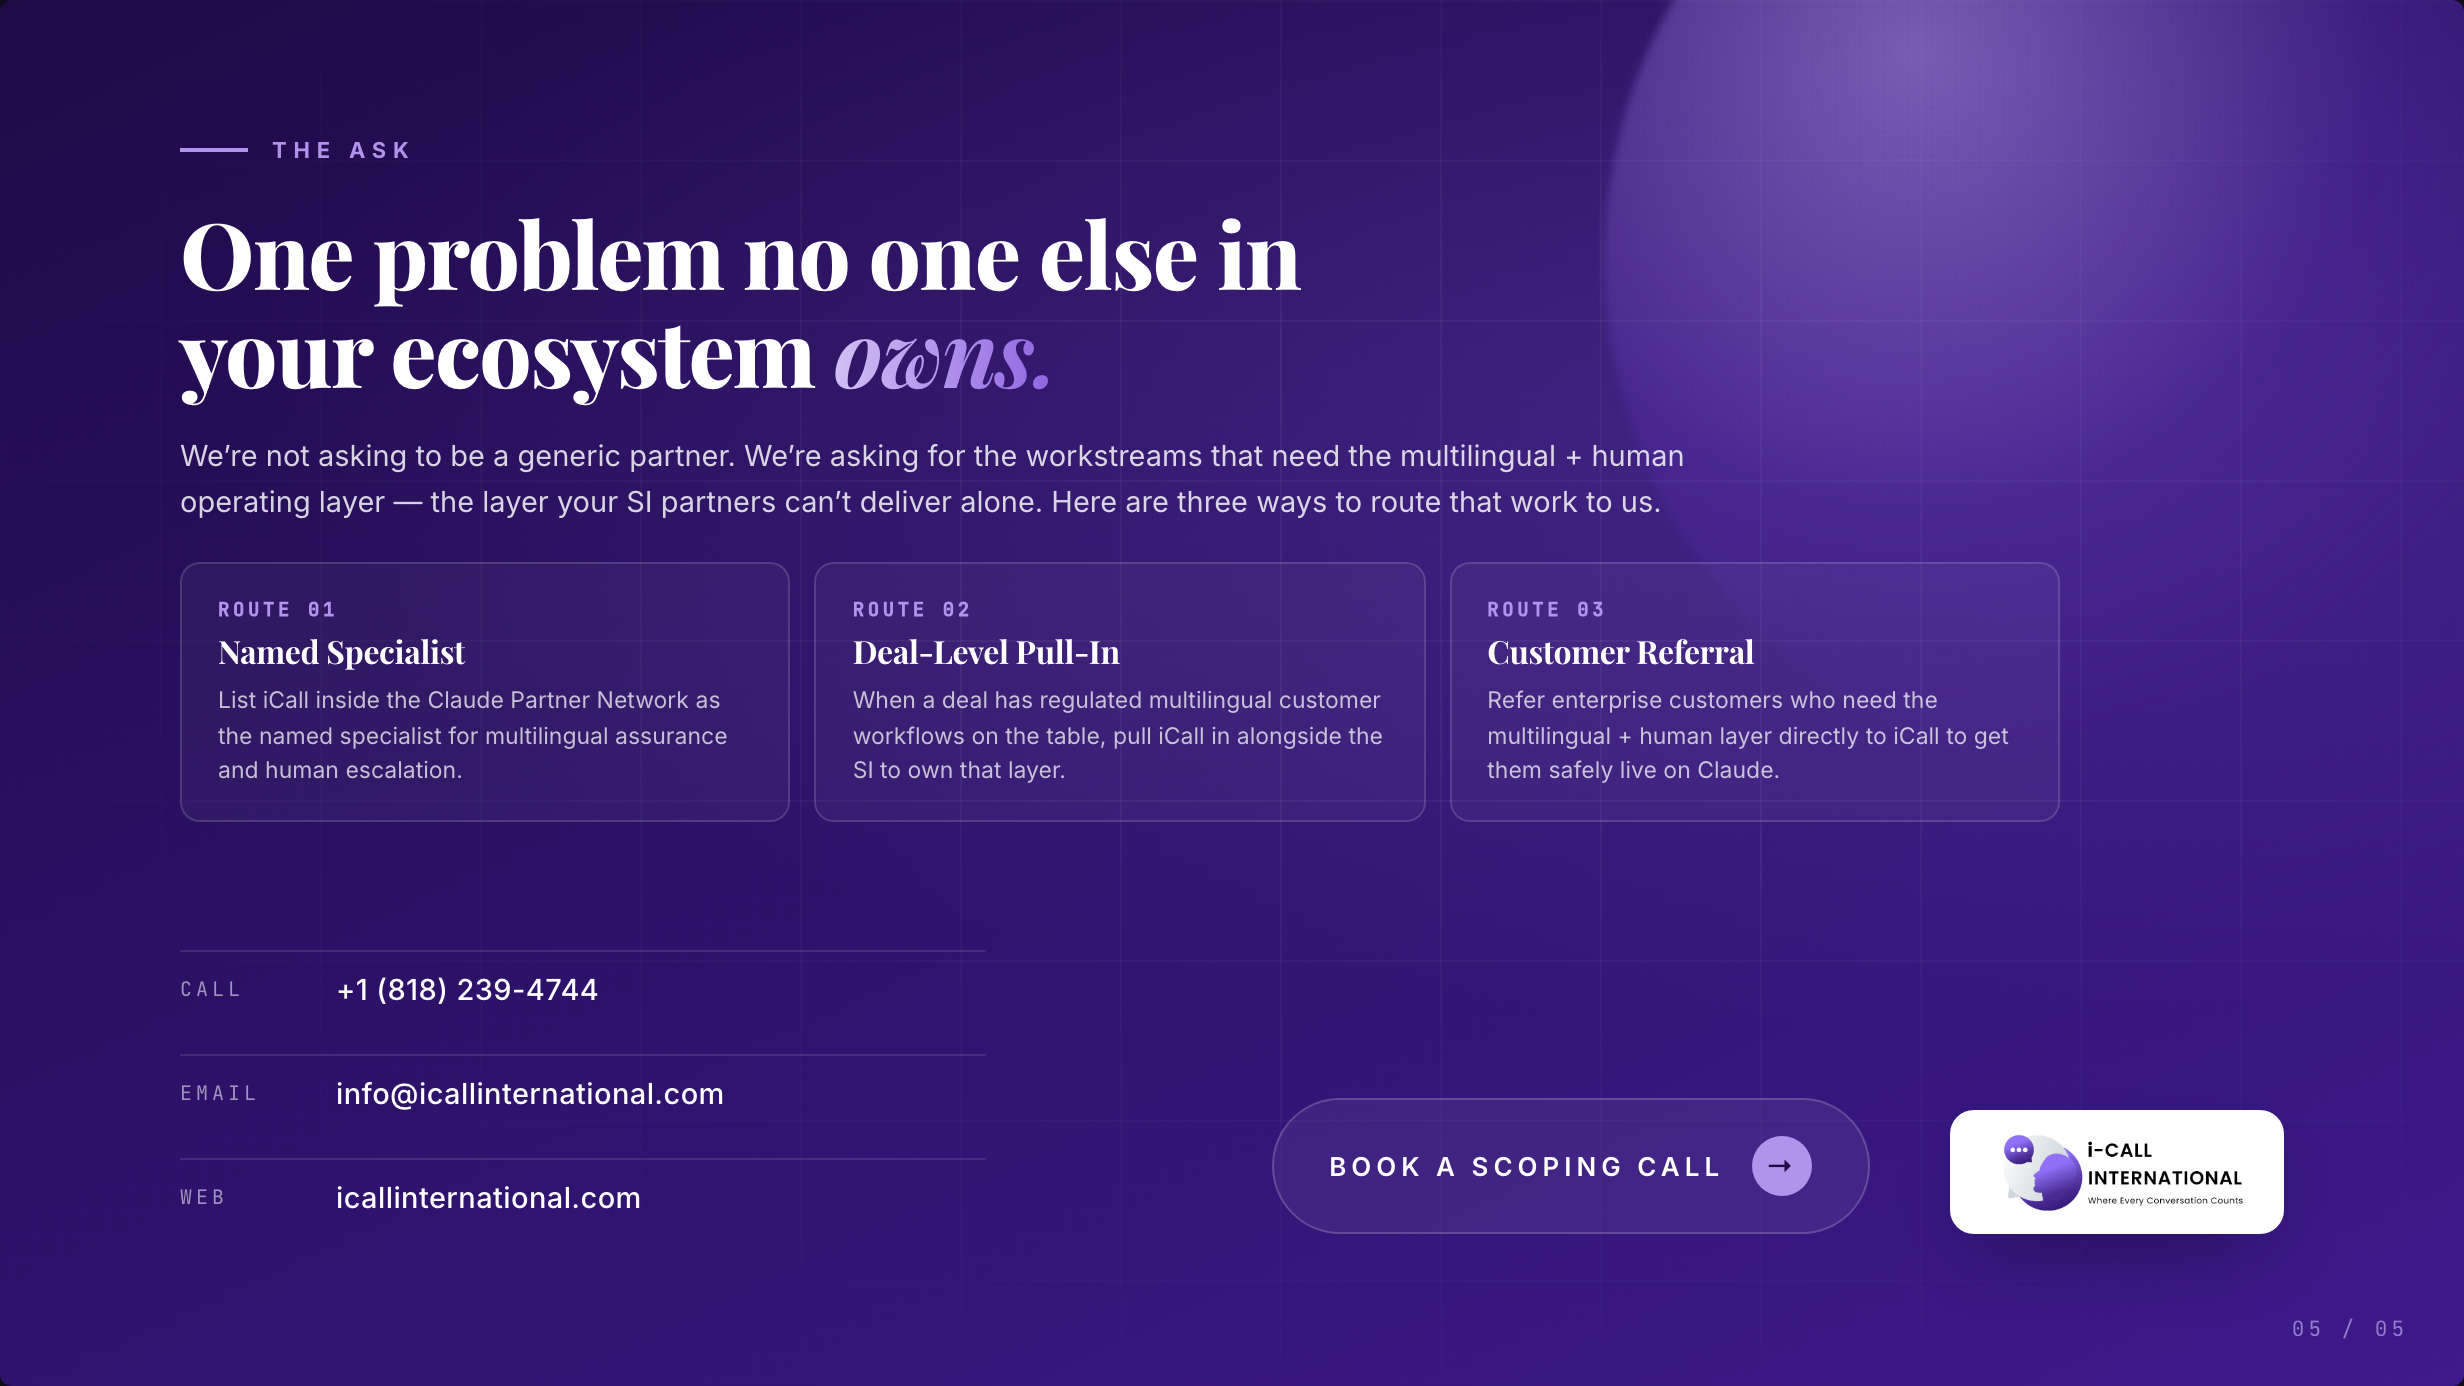 THE ASK
One problem no one else in
your ecosystem owns.
We’re not asking to be a generic partner. We’re asking for the workstreams that need the multilingual + human
operating layer — the layer your SI partners can’t deliver alone. Here are three ways to route that work to us.
ROUTE 01
Named Specialist
List iCall inside the Claude Partner Network as
the named specialist for multilingual assurance
and human escalation.
ROUTE 02
Deal-Level Pull-In
When a deal has regulated multilingual customer
workflows on the table, pull iCall in alongside the
SI to own that layer.
ROUTE 03
Customer Referral
Refer enterprise customers who need the
multilingual + human layer directly to iCall to get
them safely live on Claude.
CALL +1 (818) 239-4744
EMAIL info@icallinternational.com
WEB icallinternational.com
BOOK A SCOPING CALL →
i-CALL
INTERNATIONAL
Where Every Conversation Counts
05 / 05